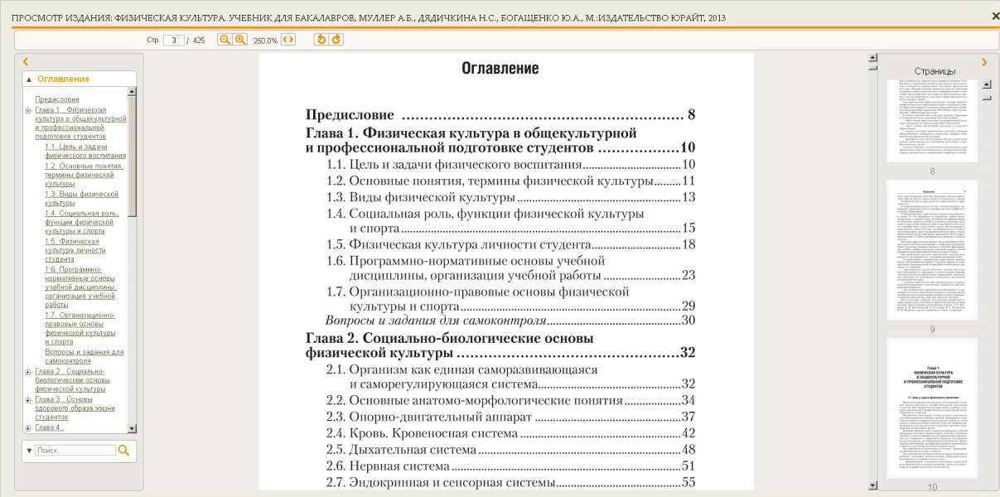 ПРОСМОТР ИЗДАНИЯ: ФИЗИЧЕСКАЯ КУЛЬТУРА. УЧЕБНИК ДЛЯ БАКАЛАВРОВ, МУЛЛЕР А.Б., ДЯДИЧКИНА Н.С., БОГАЩЕНКО Ю.А., М.:ИЗДАТЕЛЬСТВО ЮРАЙТ, 2013
Стр. 3 / 425 250.0%
Оглавление
Предисловие
Глава 1 . Физическая
культура в общекультурной
и профессиональной
подготовке студентов
1.1. Цель и задачи
физического воспитания
1.2. Основные понятия,
термины физической
культуры
1.3. Виды физической
культуры
1.4. Социальная роль,
функции физической
культуры и спорта
1.5. Физическая
культура личности
студента
1.6. Программно-
нормативные основы
учебной дисциплины,
организация учебной
работы
1.7. Организационно-
правовые основы
физической культуры
и спорта
Вопросы и задания для
самоконтроля
Глава 2 . Социально-
биологические основы
физической культуры
Глава 3 . Основы
здорового образа жизни
студентов
Глава 4 .
Поиск
Оглавление
Предисловие ........................................................... 8
Глава 1. Физическая культура в общекультурной
и профессиональной подготовке студентов .................10
1.1. Цель и задачи физического воспитания.......................10
1.2. Основные понятия, термины физической культуры.......11
1.3. Виды физической культуры.......................................13
1.4. Социальная роль, функции физической культуры
и спорта...................................................................15
1.5. Физическая культура личности студента.....................18
1.6. Программно-нормативные основы учебной
дисциплины, организация учебной работы...................23
1.7. Организационно-правовые основы физической
культуры и спорта....................................................29
Вопросы и задания для самоконтроля...............................30
Глава 2. Социально-биологические основы
физической культуры ..............................................32
2.1. Организм как единая саморазвивающаяся
и саморегулирующаяся система..................................32
2.2. Основные анатомо-морфологические понятия..............34
2.3. Опорно-двигательный аппарат...................................37
2.4. Кровь. Кровеносная система......................................42
2.5. Дыхательная система................................................48
2.6. Нервная система......................................................51
2.7. Эндокринная и сенсорная системы..............................55
Страницы
8
9
Глава 1
ФИЗИЧЕСКАЯ КУЛЬТУРА
В ОБЩЕКУЛЬТУРНОЙ
И ПРОФЕССИОНАЛЬНОЙ ПОДГОТОВКЕ
СТУДЕНТОВ
1.1. Цель и задачи физического воспитания
10